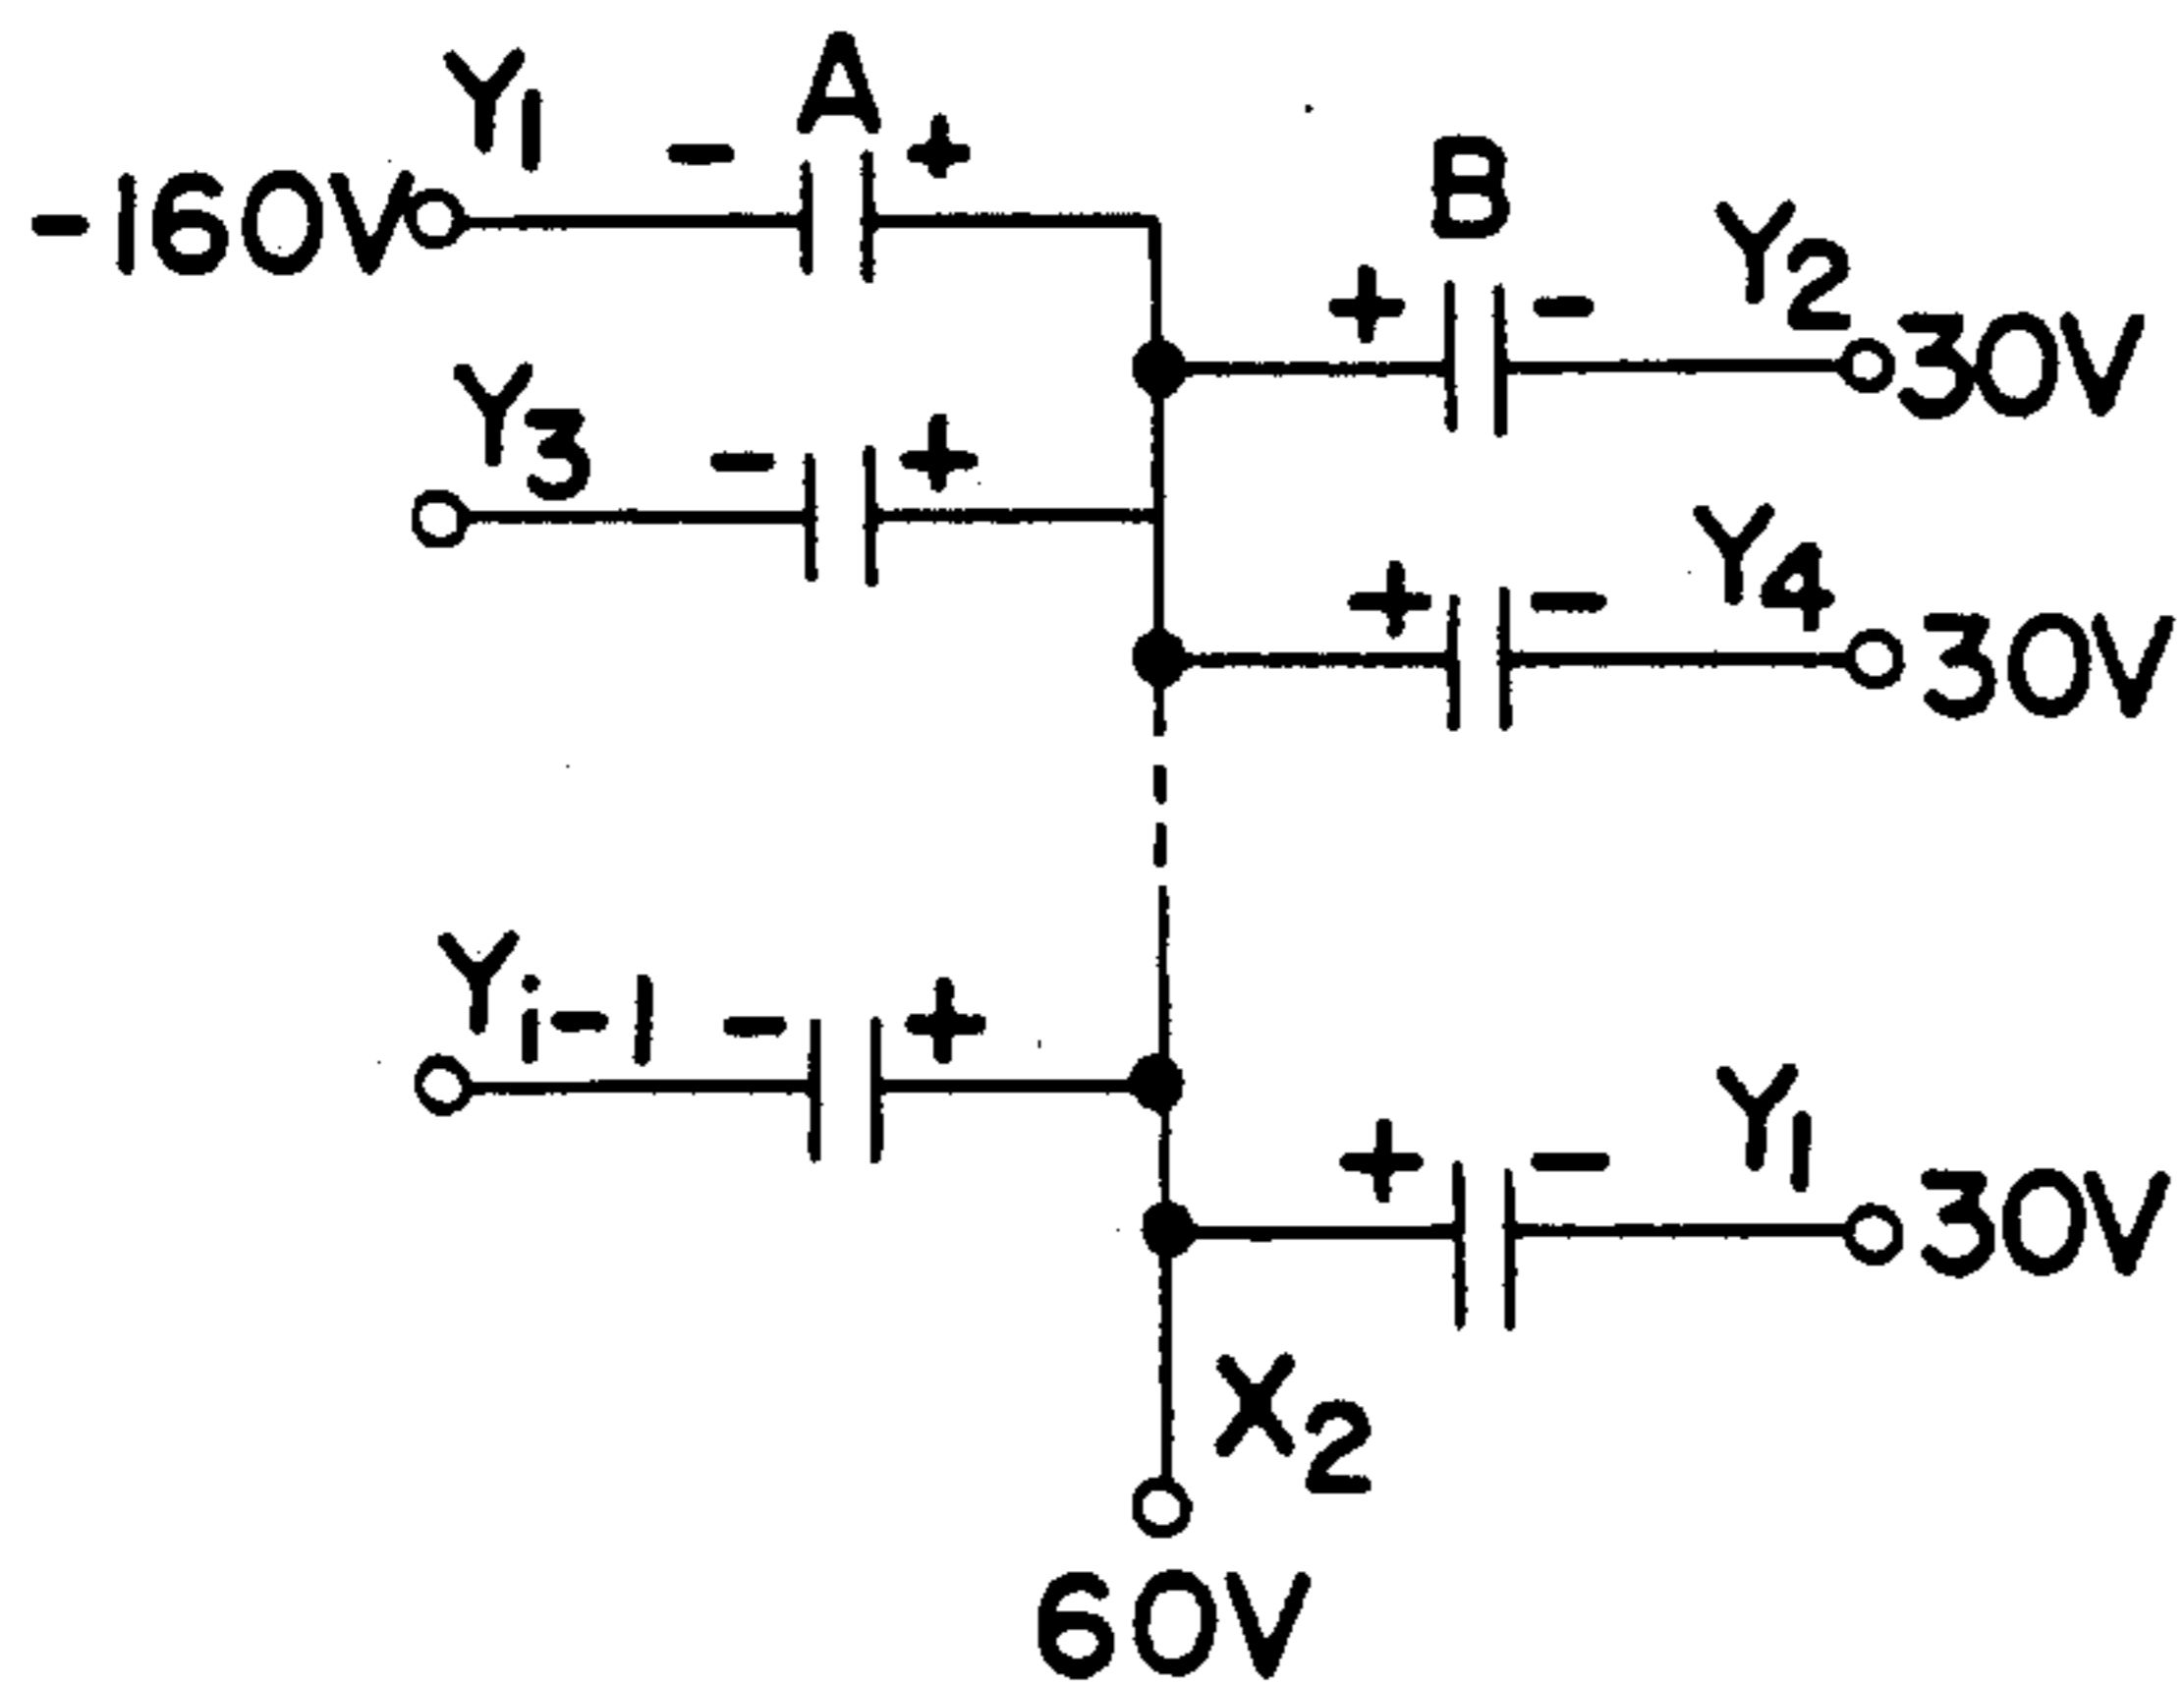 Y1 - A +
-160V
B
+ - Y2
30V
Y3 - +
+ - Y4
30V
Yi-1 - +
+ - Y1
30V
X2
60V